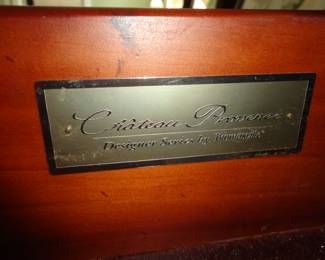 Château Provence
Designer Series by